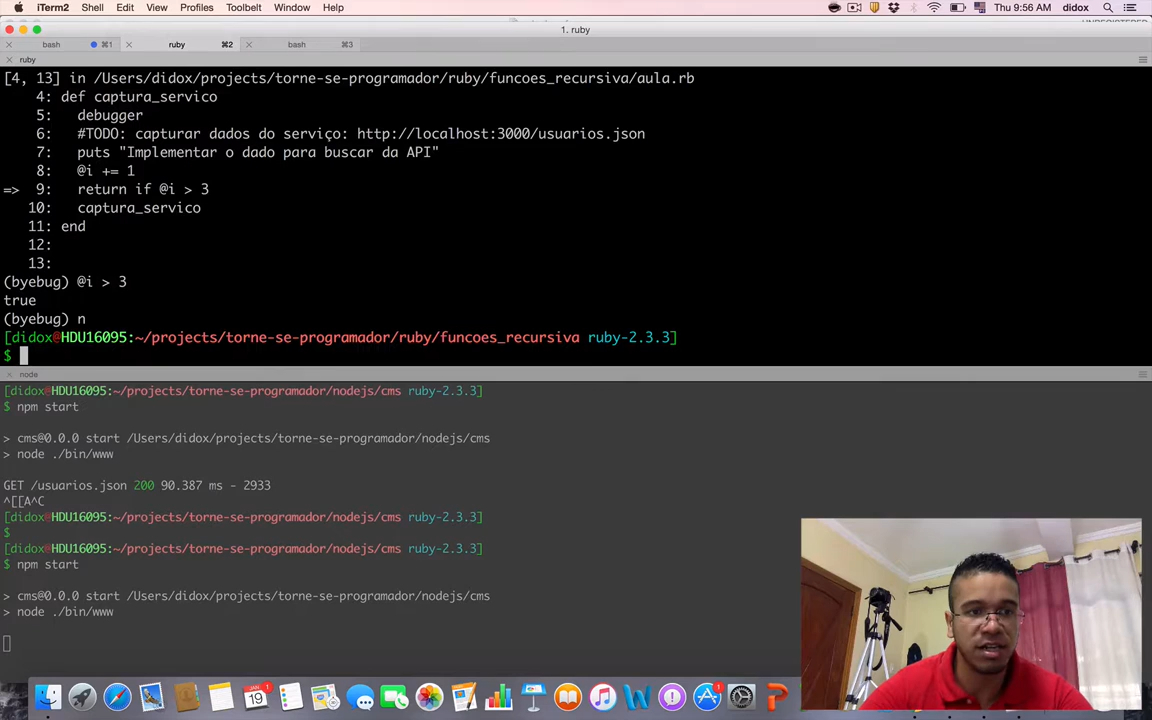 iTerm2 Shell Edit View Profiles Toolbelt Window Help Thu 9:56 AM didox
1. ruby
bash ⌘1 ruby ⌘2 bash ⌘3
ruby
[4, 13] in /Users/didox/projects/torne-se-programador/ruby/funcoes_recursiva/aula.rb
4: def captura_servico
5: debugger
6: #TODO: capturar dados do serviço: http://localhost:3000/usuarios.json
7: puts "Implementar o dado para buscar da API"
8: @i += 1
=> 9: return if @i > 3
10: captura_servico
11: end
12:
13:
(byebug) @i > 3
true
(byebug) n
[didox@HDU16095:~/projects/torne-se-programador/ruby/funcoes_recursiva ruby-2.3.3]
$
node
[didox@HDU16095:~/projects/torne-se-programador/nodejs/cms ruby-2.3.3]
$ npm start
> cms@0.0.0 start /Users/didox/projects/torne-se-programador/nodejs/cms
> node ./bin/www
GET /usuarios.json 200 90.387 ms - 2933
^[[A^C
[didox@HDU16095:~/projects/torne-se-programador/nodejs/cms ruby-2.3.3]
$
[didox@HDU16095:~/projects/torne-se-programador/nodejs/cms ruby-2.3.3]
$ npm start
> cms@0.0.0 start /Users/didox/projects/torne-se-programador/nodejs/cms
> node ./bin/www
JAN
19
1
1